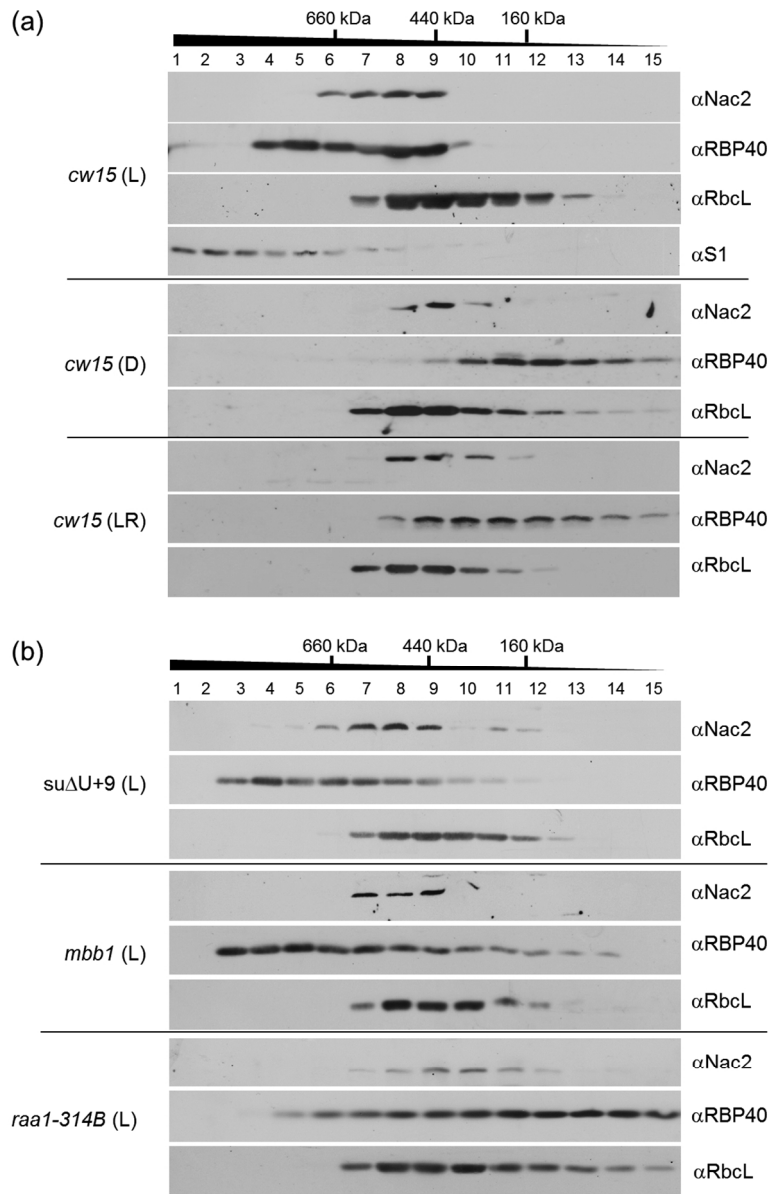 (a)
660 kDa 440 kDa 160 kDa
1 2 3 4 5 6 7 8 9 10 11 12 13 14 15
cw15 (L)
αNac2
αRBP40
αRbcL
αS1
cw15 (D)
αNac2
αRBP40
αRbcL
cw15 (LR)
αNac2
αRBP40
αRbcL
(b)
660 kDa 440 kDa 160 kDa
1 2 3 4 5 6 7 8 9 10 11 12 13 14 15
su∆U+9 (L)
αNac2
αRBP40
αRbcL
mbb1 (L)
αNac2
αRBP40
αRbcL
raa1-314B (L)
αNac2
αRBP40
αRbcL